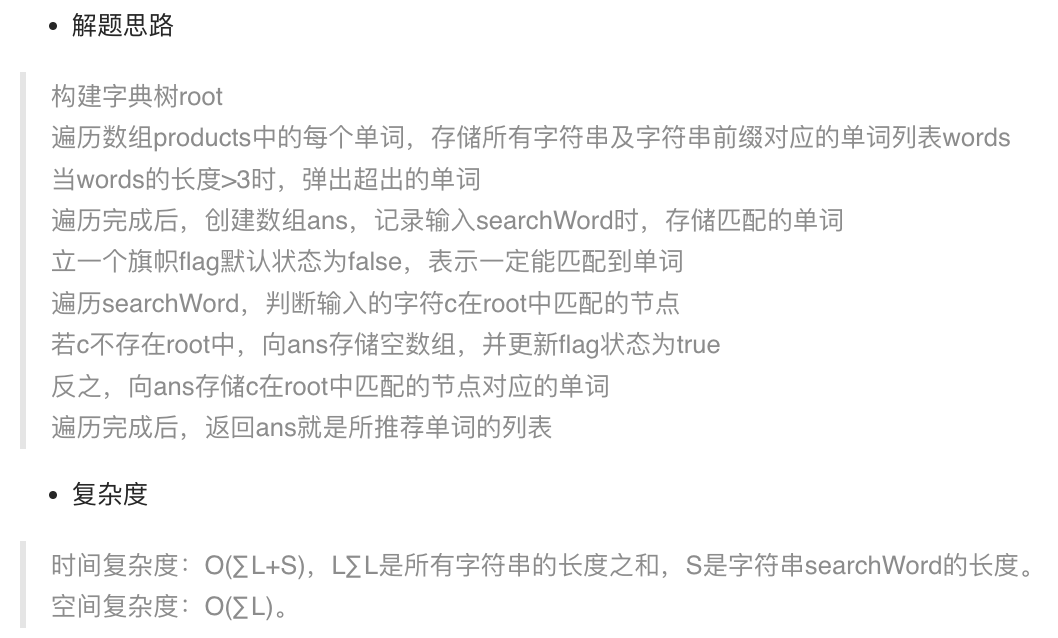 • 解题思路
构建字典树root
遍历数组products中的每个单词，存储所有字符串及字符串前缀对应的单词列表words
当words的长度>3时，弹出超出的单词
遍历完成后，创建数组ans，记录输入searchWord时，存储匹配的单词
立一个旗帜flag默认状态为false，表示一定能匹配到单词
遍历searchWord，判断输入的字符c在root中匹配的节点
若c不存在root中，向ans存储空数组，并更新flag状态为true
反之，向ans存储c在root中匹配的节点对应的单词
遍历完成后，返回ans就是所推荐单词的列表
• 复杂度
时间复杂度：O(∑L+S)，L∑L是所有字符串的长度之和，S是字符串searchWord的长度。
空间复杂度：O(∑L)。